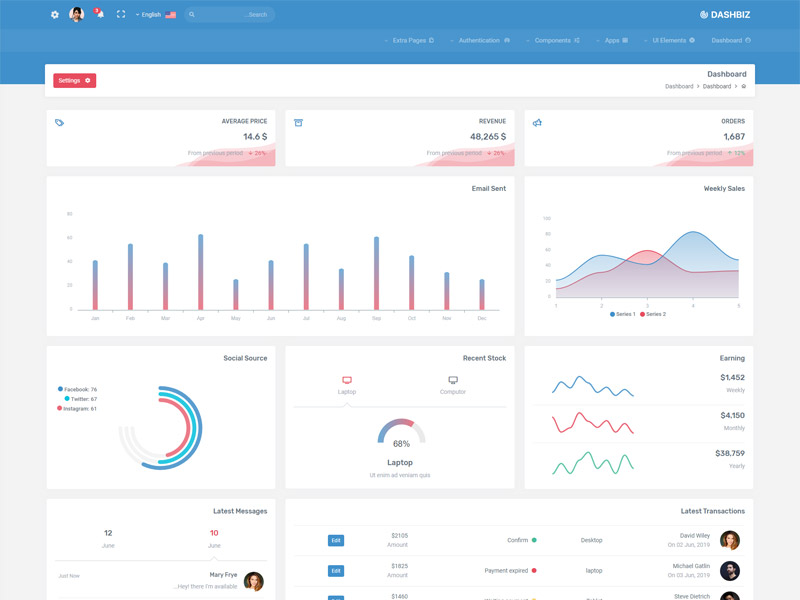 3
English
...Search
DASHBIZ
Extra Pages
Authentication
Components
Apps
UI Elements
Dashboard
Dashboard
Settings
Dashboard > Dashboard >
AVERAGE PRICE
14.6 $
From previous period 26%
REVENUE
48,265 $
From previous period 26%
ORDERS
1,687
From previous period 12%
Email Sent
80
60
40
20
0
Jan Feb Mar Apr May Jun Jul Aug Sep Oct Nov Dec
Weekly Sales
100
80
60
40
20
0
1 2 3 4 5
Series 1 Series 2
Social Source
Facebook: 76
Twitter: 67
Instagram: 61
Recent Stock
Laptop Computor
68%
Laptop
Ut enim ad veniam quis
Earning
$1,452
Weekly
$4,150
Monthly
$38,759
Yearly
Latest Messages
12 10
June June
Just Now
Mary Frye
...Hey! there I'm available
Latest Transactions
Edit
$2105
Amount
Confirm
Desktop
David Wiley
On 02 Jun, 2019
Edit
$1825
Amount
Payment expired
laptop
Michael Gatlin
On 03 Jun, 2019
$1460
Steve Dietrich